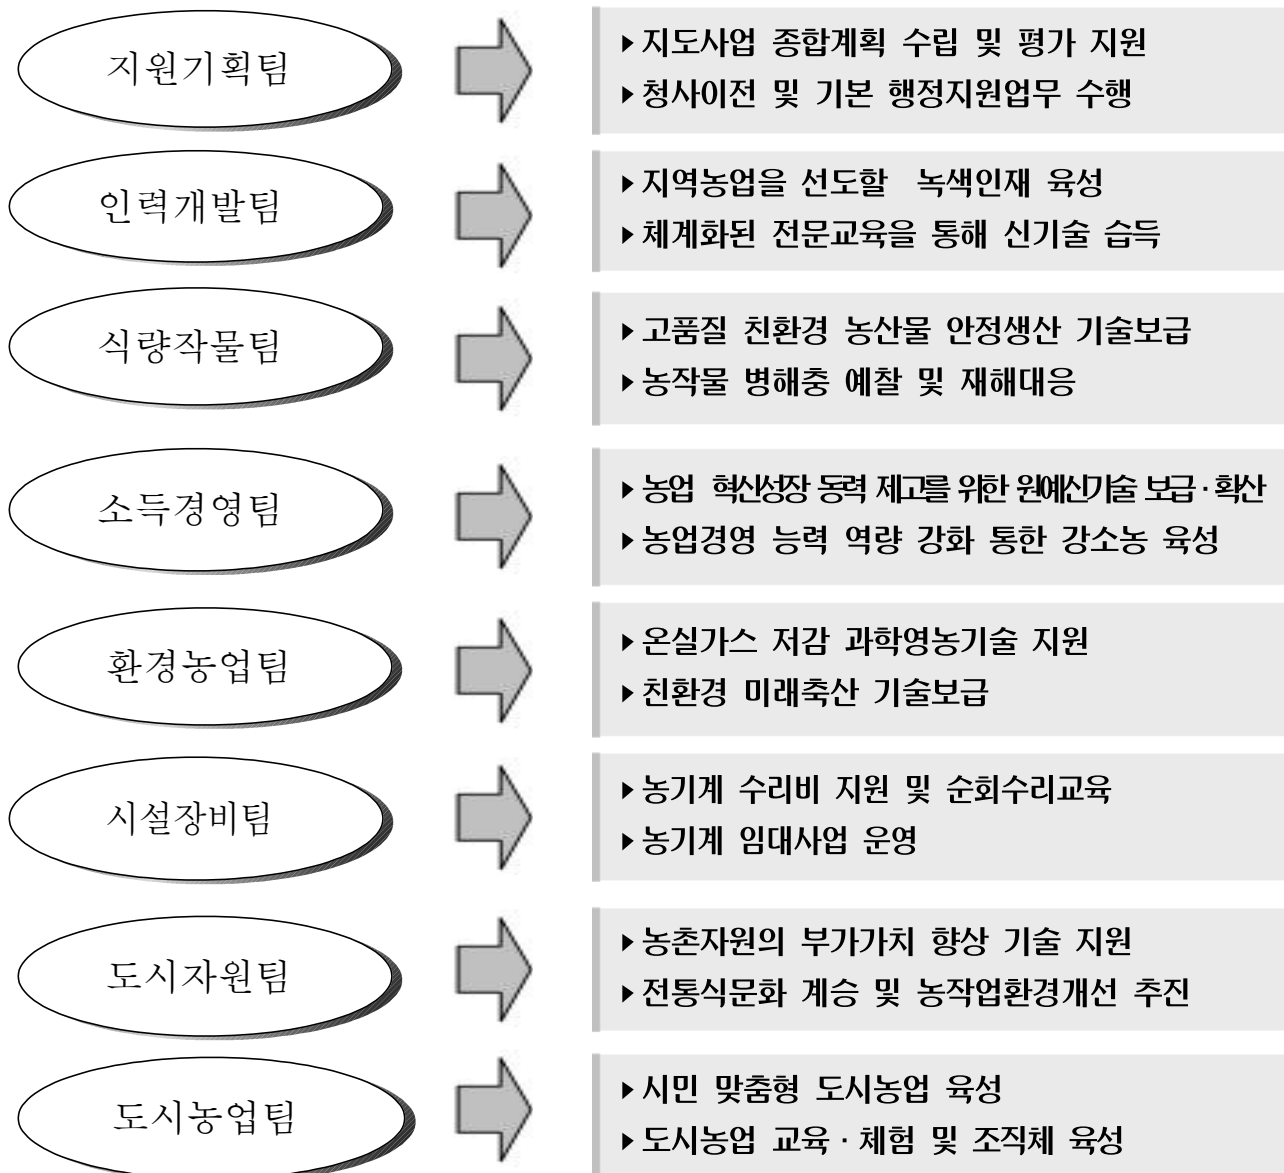 지원기획팀
▸지도사업 종합계획 수립 및 평가 지원
▸청사이전 및 기본 행정지원업무 수행
인력개발팀
▸지역농업을 선도할 녹색인재 육성
▸체계화된 전문교육을 통해 신기술 습득
식량작물팀
▸고품질 친환경 농산물 안정생산 기술보급
▸농작물 병해충 예찰 및 재해대응
소득경영팀
▸농업 혁신성장 동력 제고를 위한 원예신기술 보급·확산
▸농업경영 능력 역량 강화 통한 강소농 육성
환경농업팀
▸온실가스 저감 과학영농기술 지원
▸친환경 미래축산 기술보급
시설장비팀
▸농기계 수리비 지원 및 순회수리교육
▸농기계 임대사업 운영
도시자원팀
▸농촌자원의 부가가치 향상 기술 지원
▸전통식문화 계승 및 농작업환경개선 추진
도시농업팀
▸시민 맞춤형 도시농업 육성
▸도시농업 교육·체험 및 조직체 육성